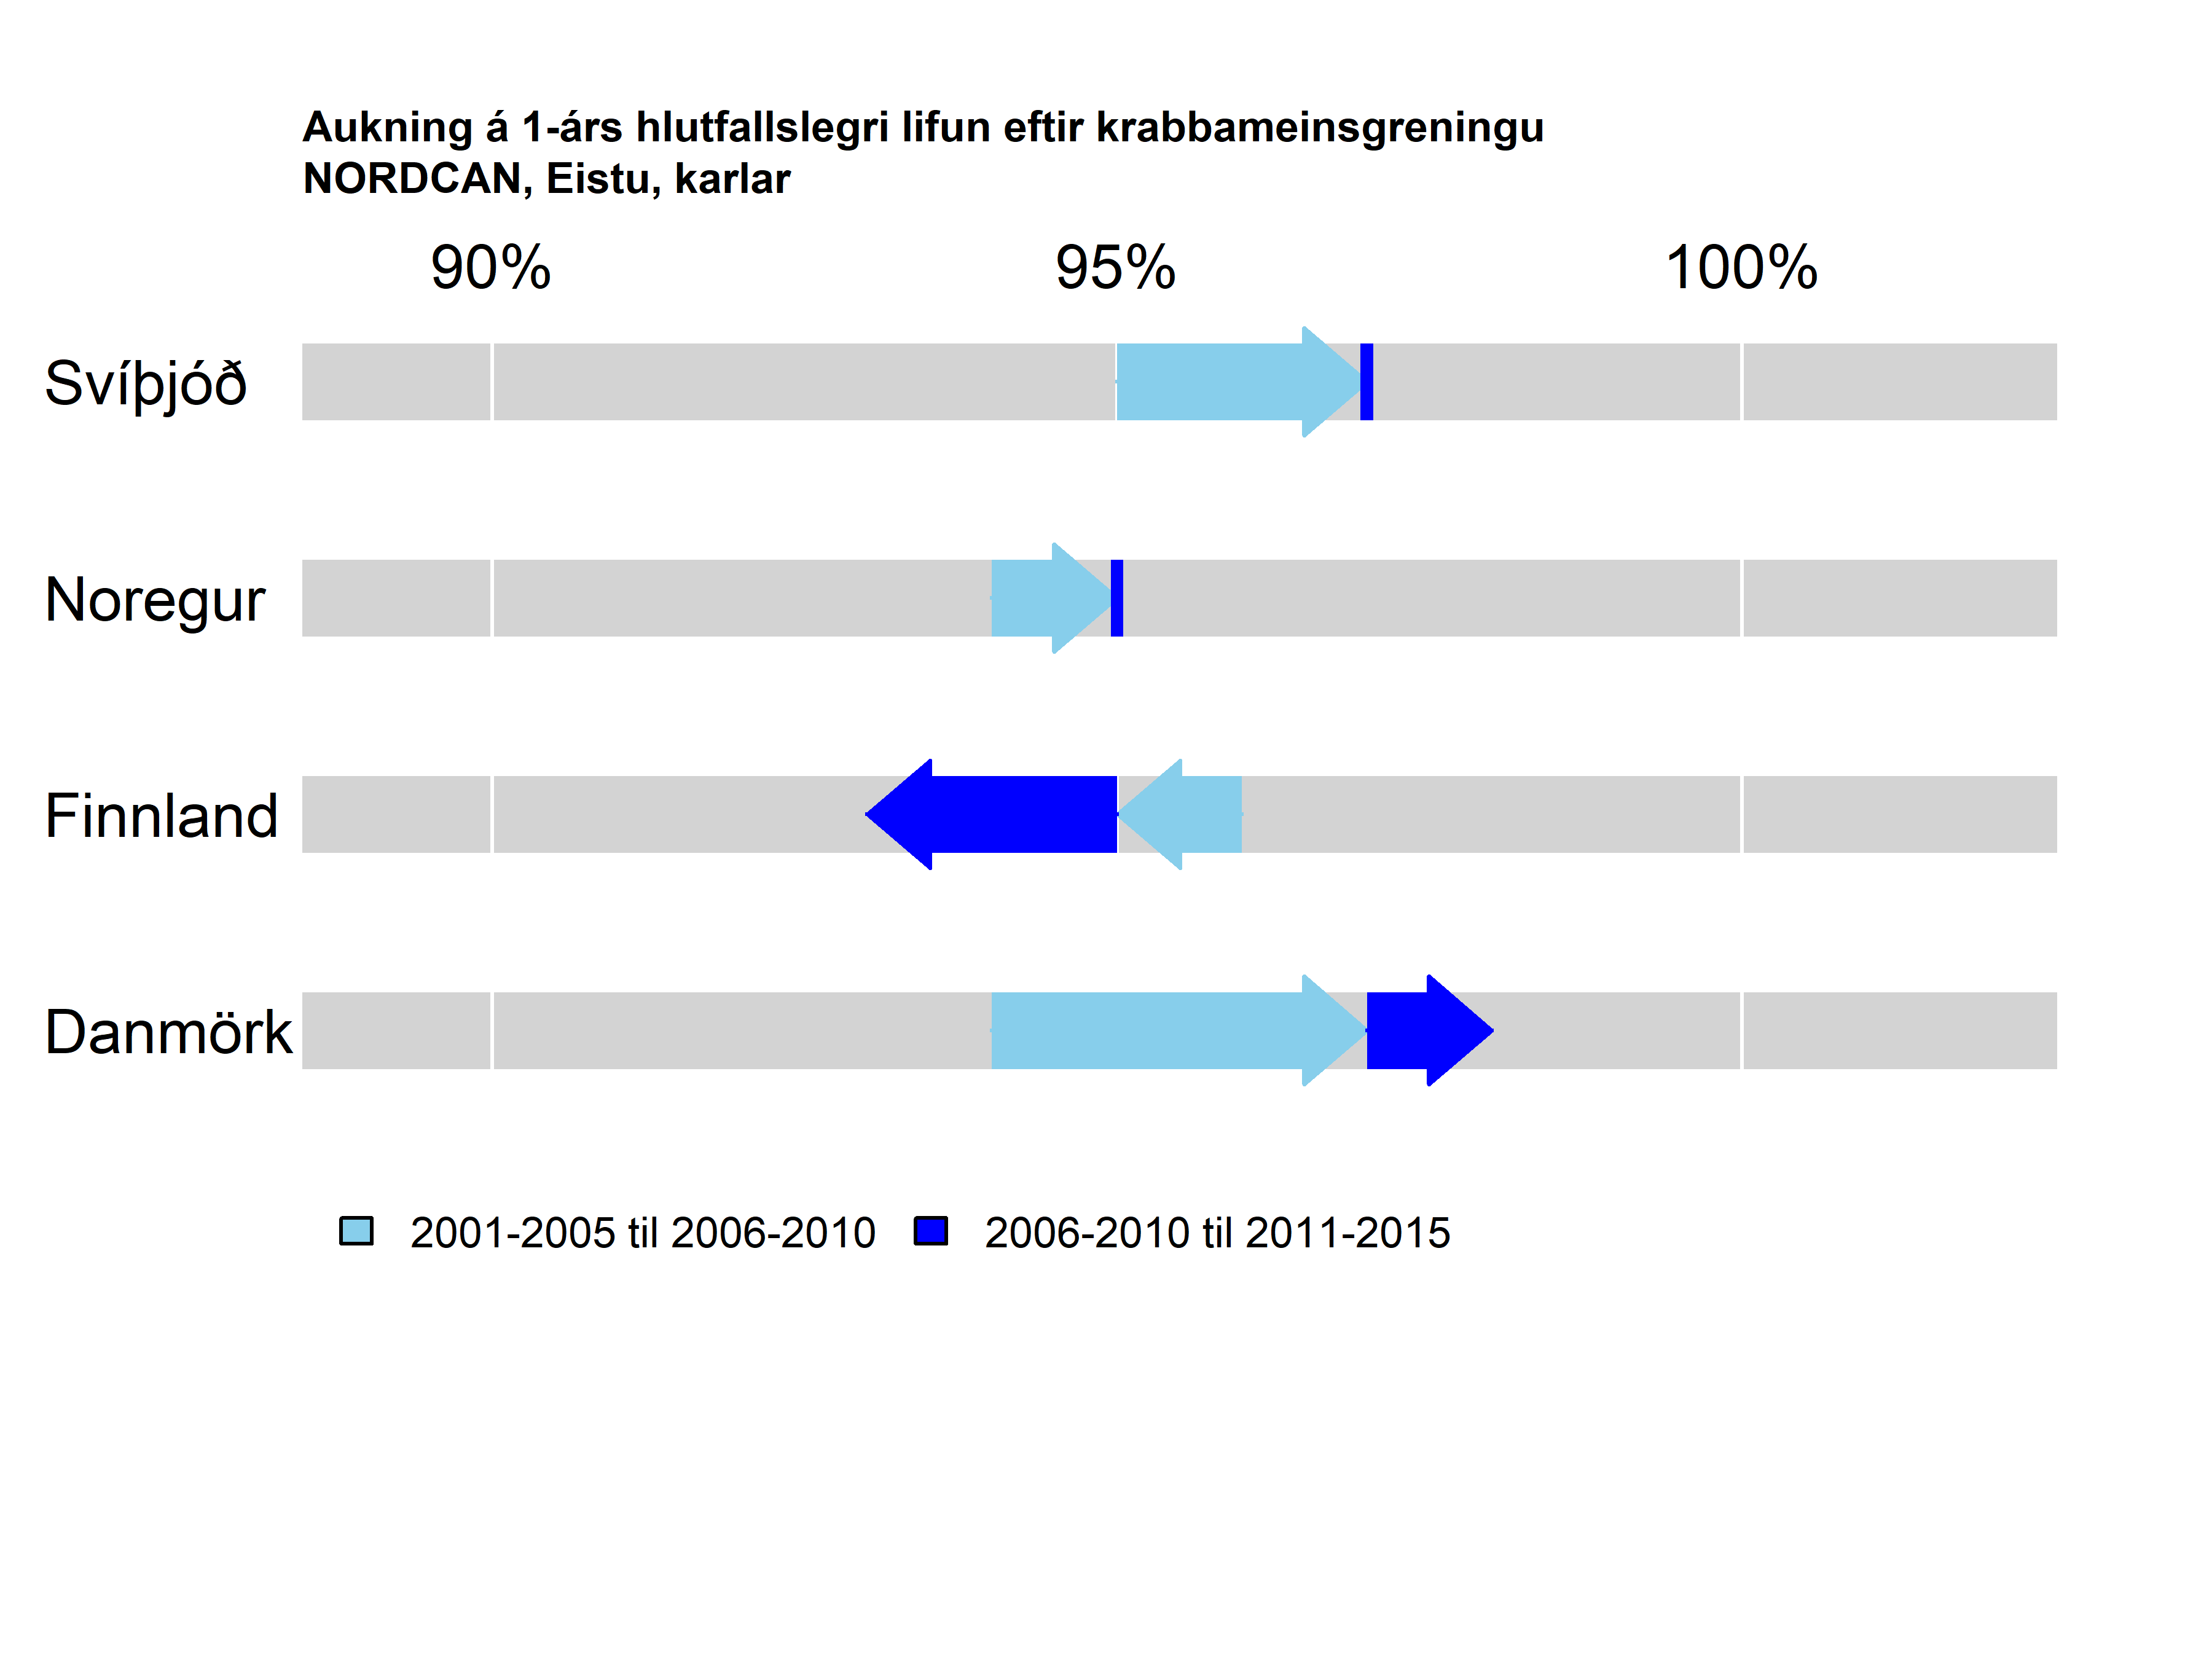 Aukning á 1-árs hlutfallslegri lifun eftir krabbameinsgreningu
NORDCAN, Eistu, karlar
90% 95% 100%
Svíþjóð
Noregur
Finnland
Danmörk
2001-2005 til 2006-2010 2006-2010 til 2011-2015